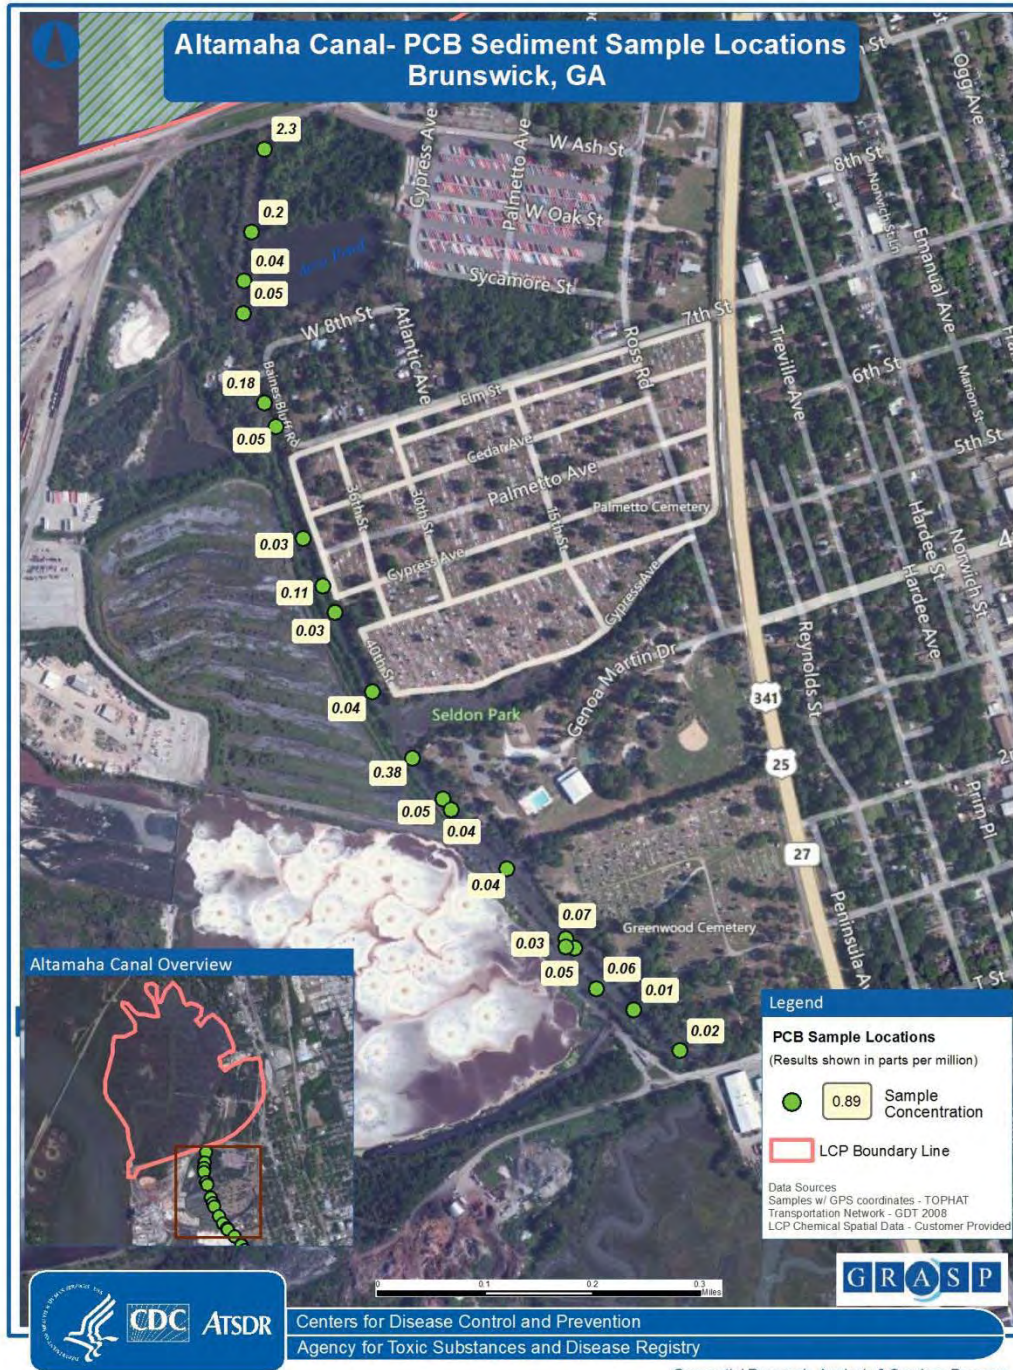 Altamaha Canal- PCB Sediment Sample Locations
Brunswick, GA
2.3
0.2
0.04
0.05
0.18
0.05
0.03
0.11
0.03
0.04
0.38
0.05
0.04
0.04
0.07
0.03
0.05
0.06
0.01
0.02
W Ash St
Cypress Ave
Palmetto Ave
W Oak St
Sycamore St
W 8th St
Atlantic Ave
Baines Bluff Rd
Elm St
7th St
Ross Rd
Cedar Ave
Palmetto Ave
Palmetto Cemetery
36th St
30th St
15th St
Cypress Ave
Cypress Ave
40th St
Seldon Park
Genoa Martin Dr
Greenwood Cemetery
Ogg Ave
8th St
Norwich St Ln
Emanual Ave
Treville Ave
6th St
Marion St
5th St
Hardee St
Norwich St
Hardee Ave
4
Reynolds St
341
25
27
Prim Pl
Peninsula Av
T St
Altamaha Canal Overview
Legend
PCB Sample Locations
(Results shown in parts per million)
0.89
Sample
Concentration
LCP Boundary Line
Data Sources
Samples w/ GPS coordinates - TOPHAT
Transportation Network - GDT 2008
LCP Chemical Spatial Data - Customer Provided
0 0.1 0.2 0.3
Miles
GRASP
CDC
ATSDR
Centers for Disease Control and Prevention
Agency for Toxic Substances and Disease Registry